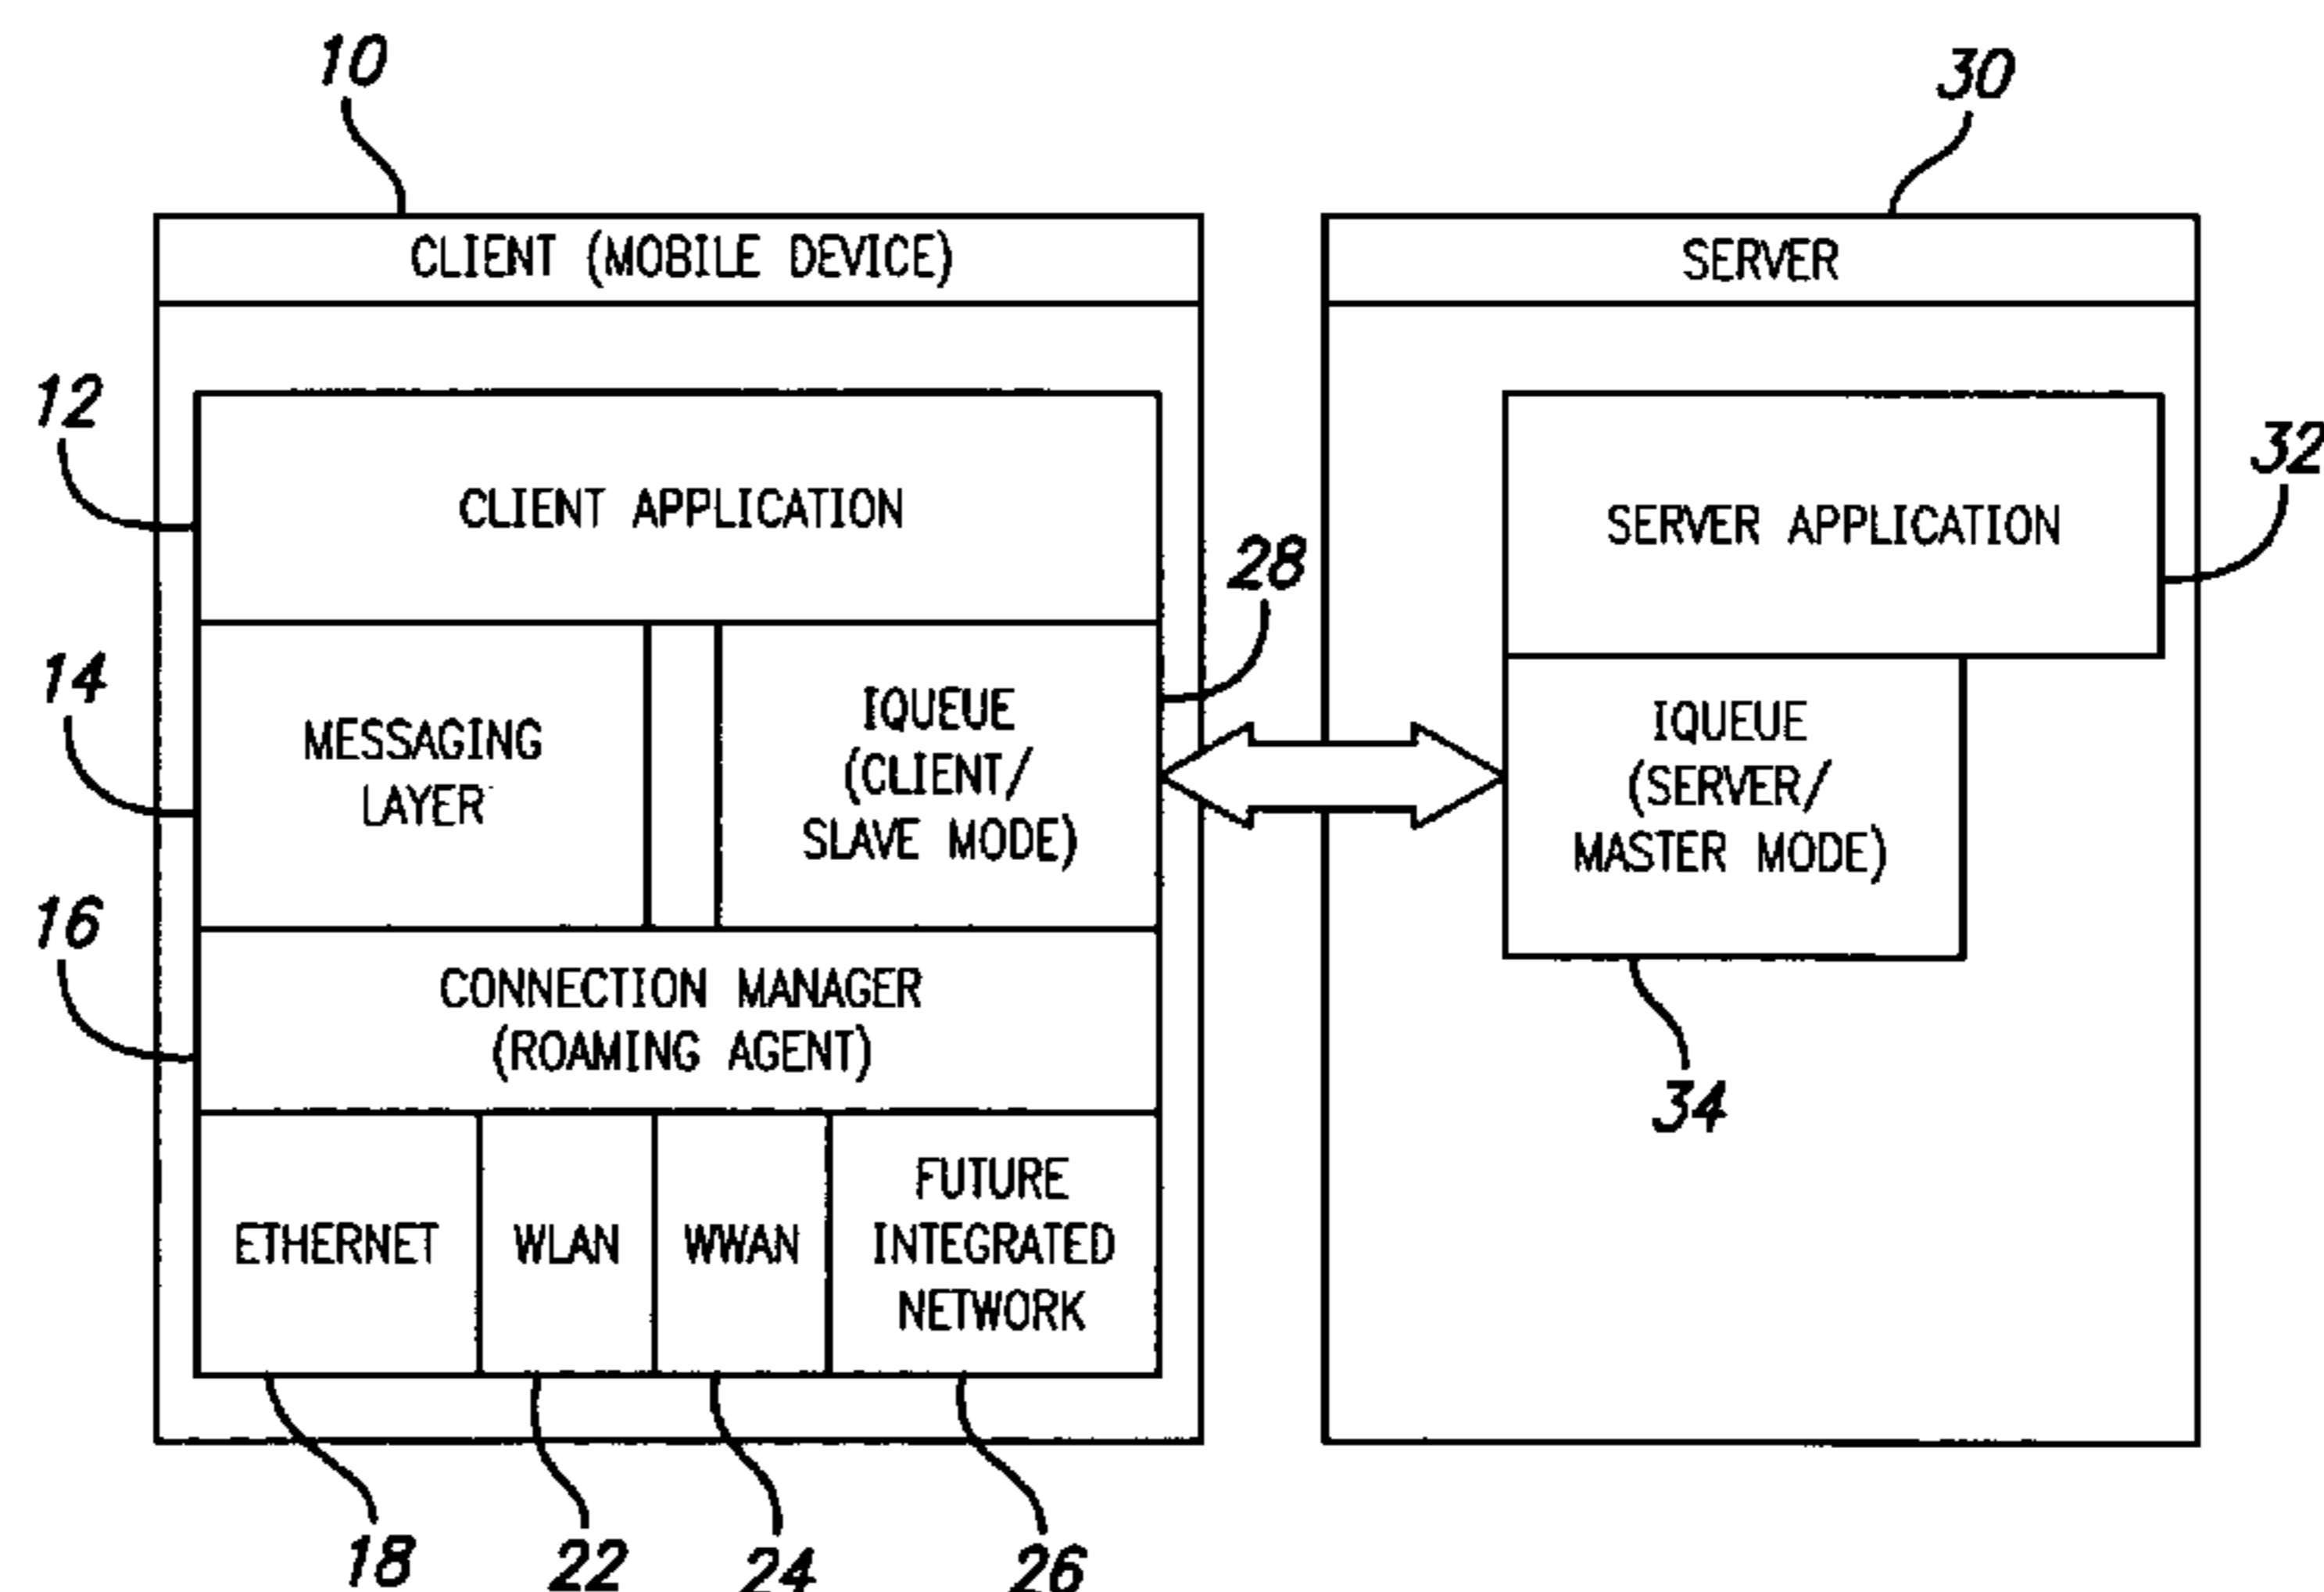 10
30
CLIENT (MOBILE DEVICE)
SERVER
12
CLIENT APPLICATION
28
SERVER APPLICATION
32
14
MESSAGING
LAYER
IQUEUE
(CLIENT/
SLAVE MODE)
IQUEUE
(SERVER/
MASTER MODE)
16
CONNECTION MANAGER
(ROAMING AGENT)
34
ETHERNET
WLAN
WWAN
FUTURE
INTEGRATED
NETWORK
18
22
24
26